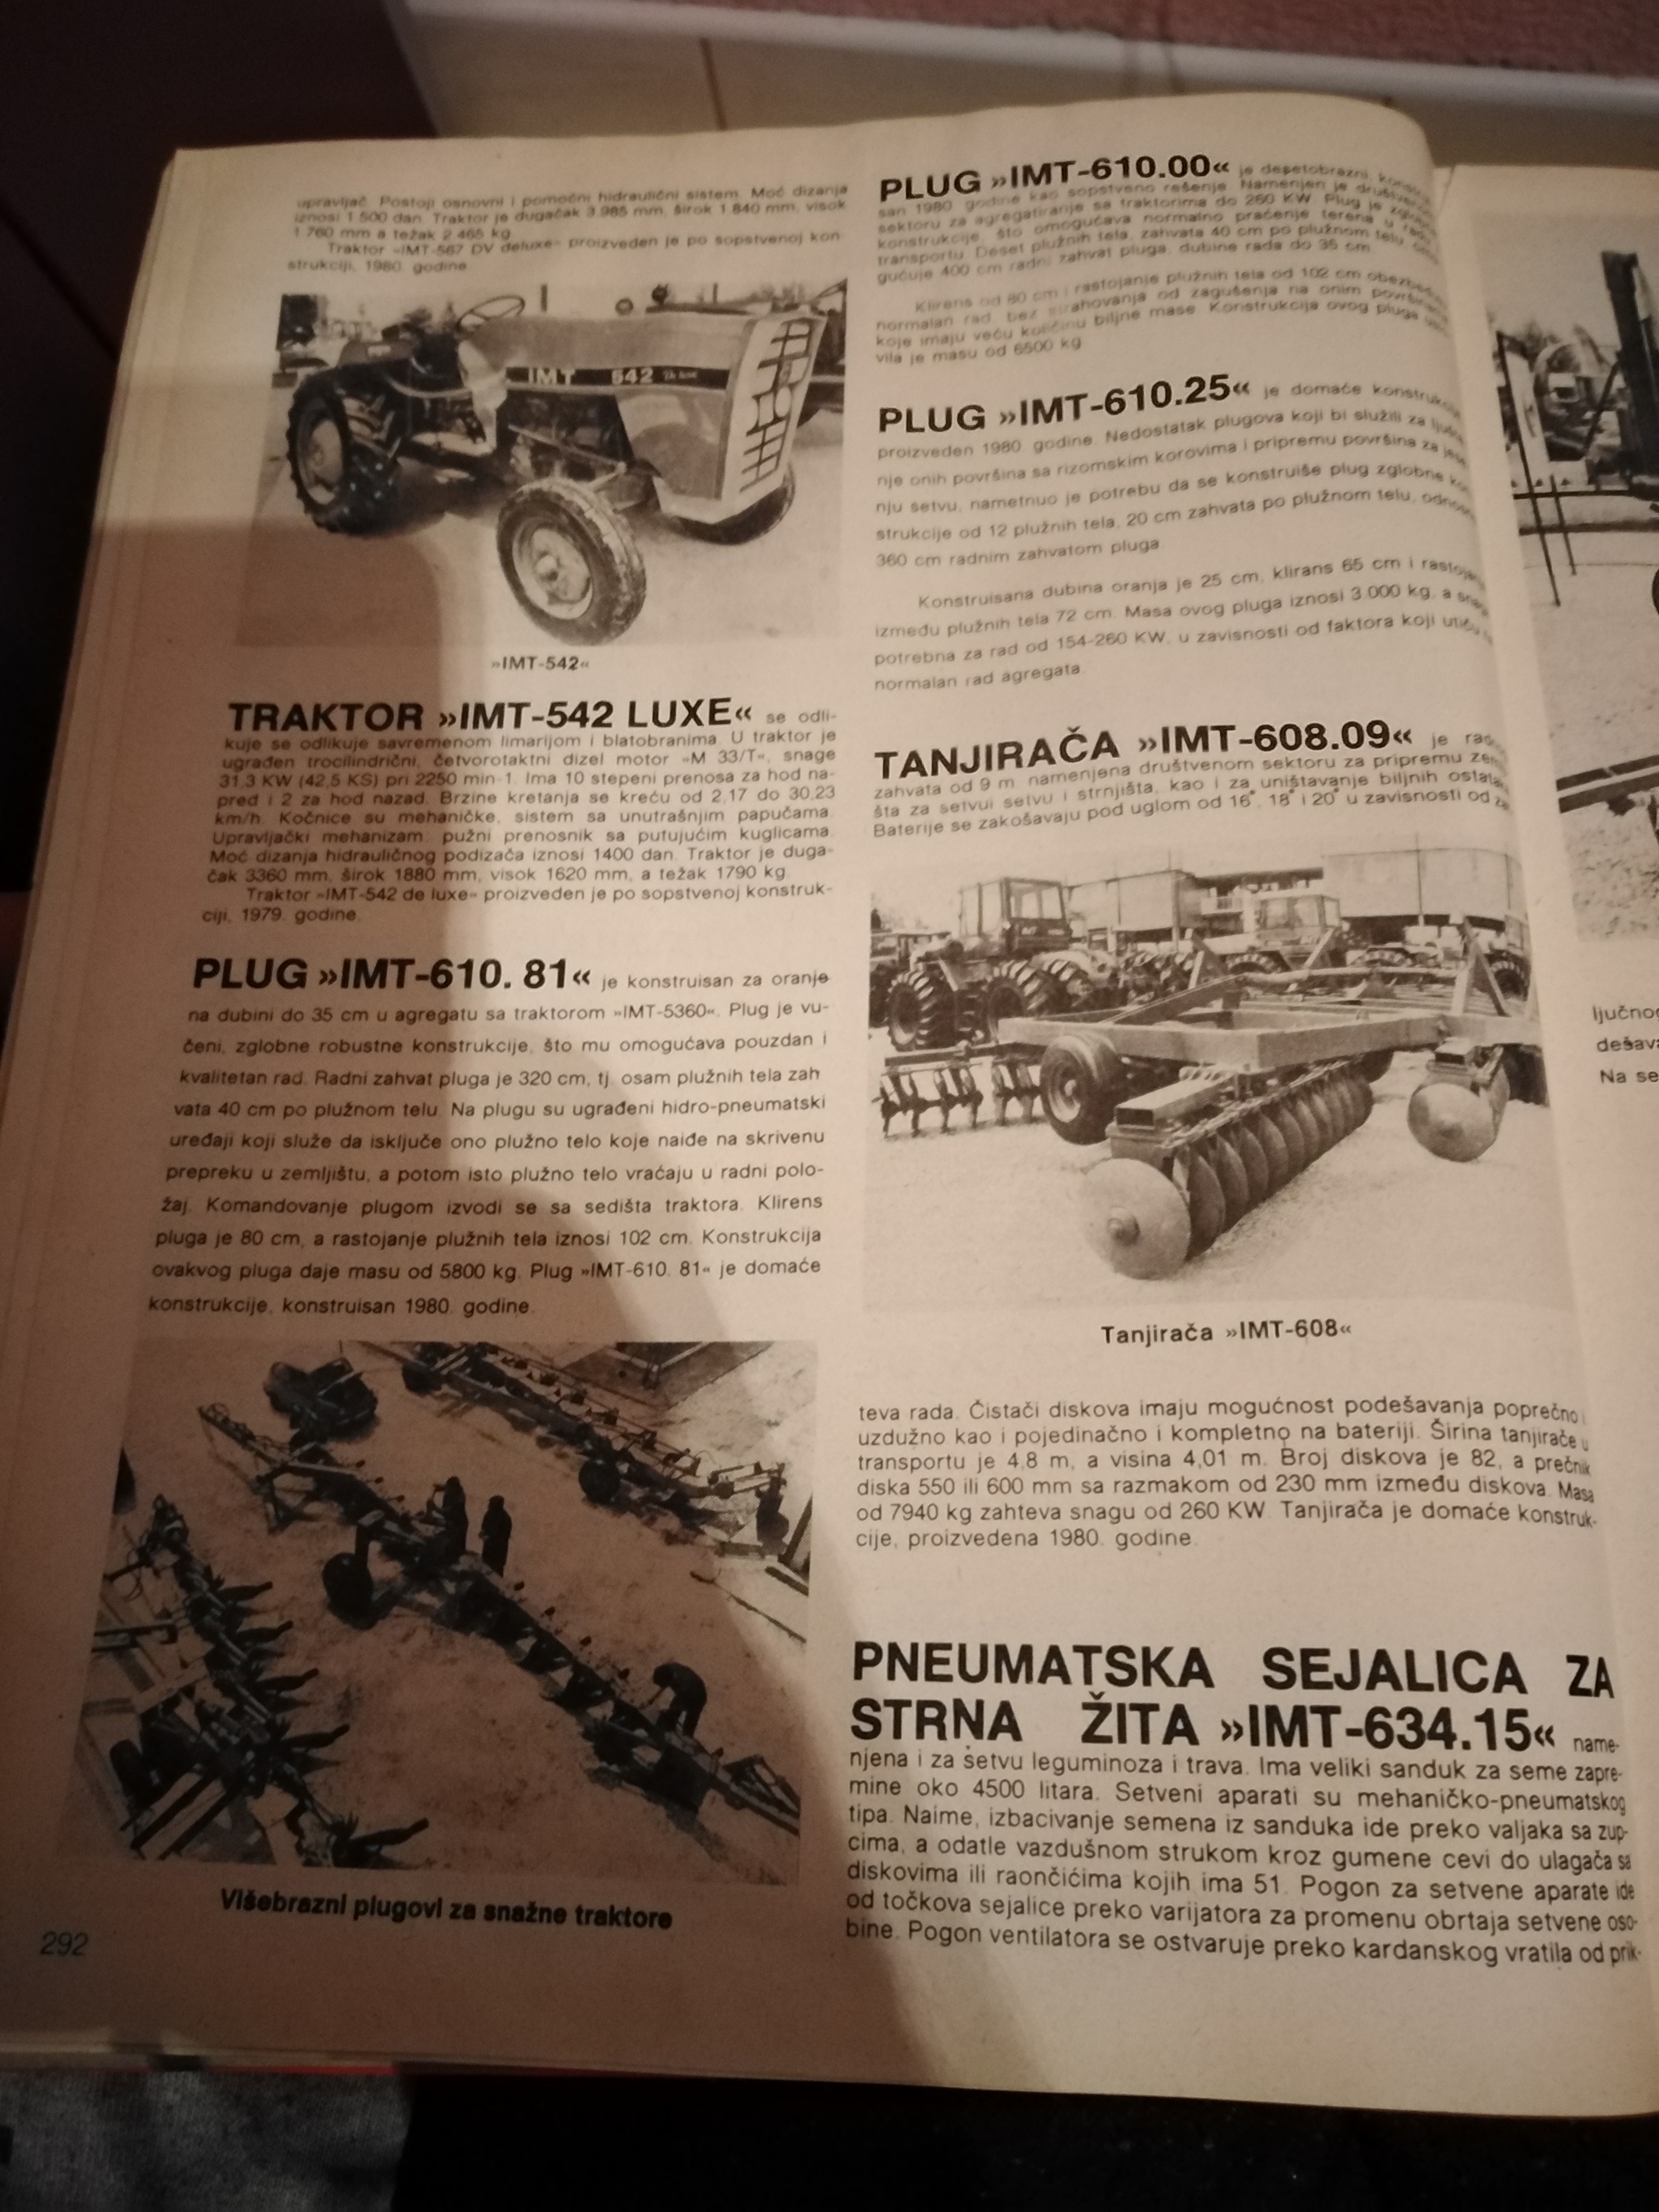 upravljač. Postoji osnovni i pomoćni hidraulični sistem. Moć dizanja
iznosi 1.500 dan. Traktor je dugačak 3.985 mm, širok 1.840 mm, visok
1.760 mm a težak 2.465 kg.
Traktor »IMT-567 DV deluxe« proizveden je po sopstvenoj kon-
strukciji, 1980. godine.
IMT 542
»IMT-542«
TRAKTOR »IMT-542 LUXE« se odli-
kuje se odlikuje savremenom limarijom i blatobranima. U traktor je
ugrađen trocilindrični, četvorotaktni dizel motor »M 33/T«, snage
31,3 KW (42,5 KS) pri 2250 min-1. Ima 10 stepeni prenosa za hod na-
pred i 2 za hod nazad. Brzine kretanja se kreću od 2,17 do 30,23
km/h. Kočnice su mehaničke, sistem sa unutrašnjim papučama.
Upravljački mehanizam: pužni prenosnik sa putujućim kuglicama.
Moć dizanja hidrauličnog podizača iznosi 1400 dan. Traktor je duga-
čak 3360 mm, širok 1880 mm, visok 1620 mm, a težak 1790 kg.
Traktor »IMT-542 de luxe« proizveden je po sopstvenoj konstruk-
ciji, 1979. godine.
PLUG »IMT-610. 81« je konstruisan za oranje
na dubini do 35 cm u agregatu sa traktorom »IMT-5360«. Plug je vu-
čeni, zglobne robustne konstrukcije, što mu omogućava pouzdan i
kvalitetan rad. Radni zahvat pluga je 320 cm, tj. osam plužnih tela zah
vata 40 cm po plužnom telu. Na plugu su ugrađeni hidro-pneumatski
uređaji koji služe da isključe ono plužno telo koje naiđe na skrivenu
prepreku u zemljištu, a potom isto plužno telo vraćaju u radni polo-
žaj. Komandovanje plugom izvodi se sa sedišta traktora. Klirens
pluga je 80 cm, a rastojanje plužnih tela iznosi 102 cm. Konstrukcija
ovakvog pluga daje masu od 5800 kg. Plug »IMT-610. 81« je domaće
konstrukcije, konstruisan 1980. godine.
Višebrazni plugovi za snažne traktore
292
PLUG »IMT-610.00« je desetobrazni,
san 1980 godine kao sopstveno rešenje. Namenjen je
sektoru za agregatiranje sa traktorima do 260 KW. Plug je
konstrukcije, što omogućava normalno praćenje terena u
transportu. Deset plužnih tela, zahvata 40 cm po plužnom telu,
gućuje 400 cm radni zahvat pluga, dubine rada do 35 cm.
Klirens od 80 cm i rastojanje plužnih tela od 102 cm
normalan rad, bez strahovanja od zagušenja na onim
koje imaju veću količinu biljne mase. Konstrukcija ovog pluga
vila je masu od 6500 kg.
PLUG »IMT-610.25« je domaće
proizveden 1980 godine. Nedostatak plugova koji bi služili za
nje onih površina sa rizomskim korovima i pripremu površina za
nju setvu, nametnuo je potrebu da se konstruiše plug zglobne
strukcije od 12 plužnih tela, 20 cm zahvata po plužnom telu,
360 cm radnim zahvatom pluga.
Konstruisana dubina oranja je 25 cm, klirans 65 cm i
između plužnih tela 72 cm. Masa ovog pluga iznosi 3.000 kg, a
potrebna za rad od 154-260 KW, u zavisnosti od faktora koji
normalan rad agregata.
TANJIRAČA »IMT-608.09« je
zahvata od 9 m, namenjena društvenom sektoru za pripremu
šta za setvui setvu i strnjišta, kao i za uništavanje biljnih
Baterije se zakošavaju pod uglom od 16°, 18° i 20° u zavisnosti od
Tanjirača »IMT-608«
teva rada. Čistači diskova imaju mogućnost podešavanja poprečno i
uzdužno kao i pojedinačno i kompletno na bateriji. Širina tanjirače u
transportu je 4,8 m, a visina 4,01 m. Broj diskova je 82, a prečnik
diska 550 ili 600 mm sa razmakom od 230 mm između diskova. Masa
od 7940 kg zahteva snagu od 260 KW. Tanjirača je domaće konstruk-
cije, proizvedena 1980. godine.
PNEUMATSKA SEJALICA ZA
STRNA ŽITA »IMT-634.15« name-
njena i za setvu leguminoza i trava. Ima veliki sanduk za seme zapre-
mine oko 4500 litara. Setveni aparati su mehaničko-pneumatskog
tipa. Naime, izbacivanje semena iz sanduka ide preko valjaka sa zup-
cima, a odatle vazdušnom strukom kroz gumene cevi do ulagača sa
diskovima ili raončićima kojih ima 51. Pogon za setvene aparate ide
od točkova sejalice preko varijatora za promenu obrtaja setvene oso-
bine. Pogon ventilatora se ostvaruje preko kardanskog vratila od prik-
Na se